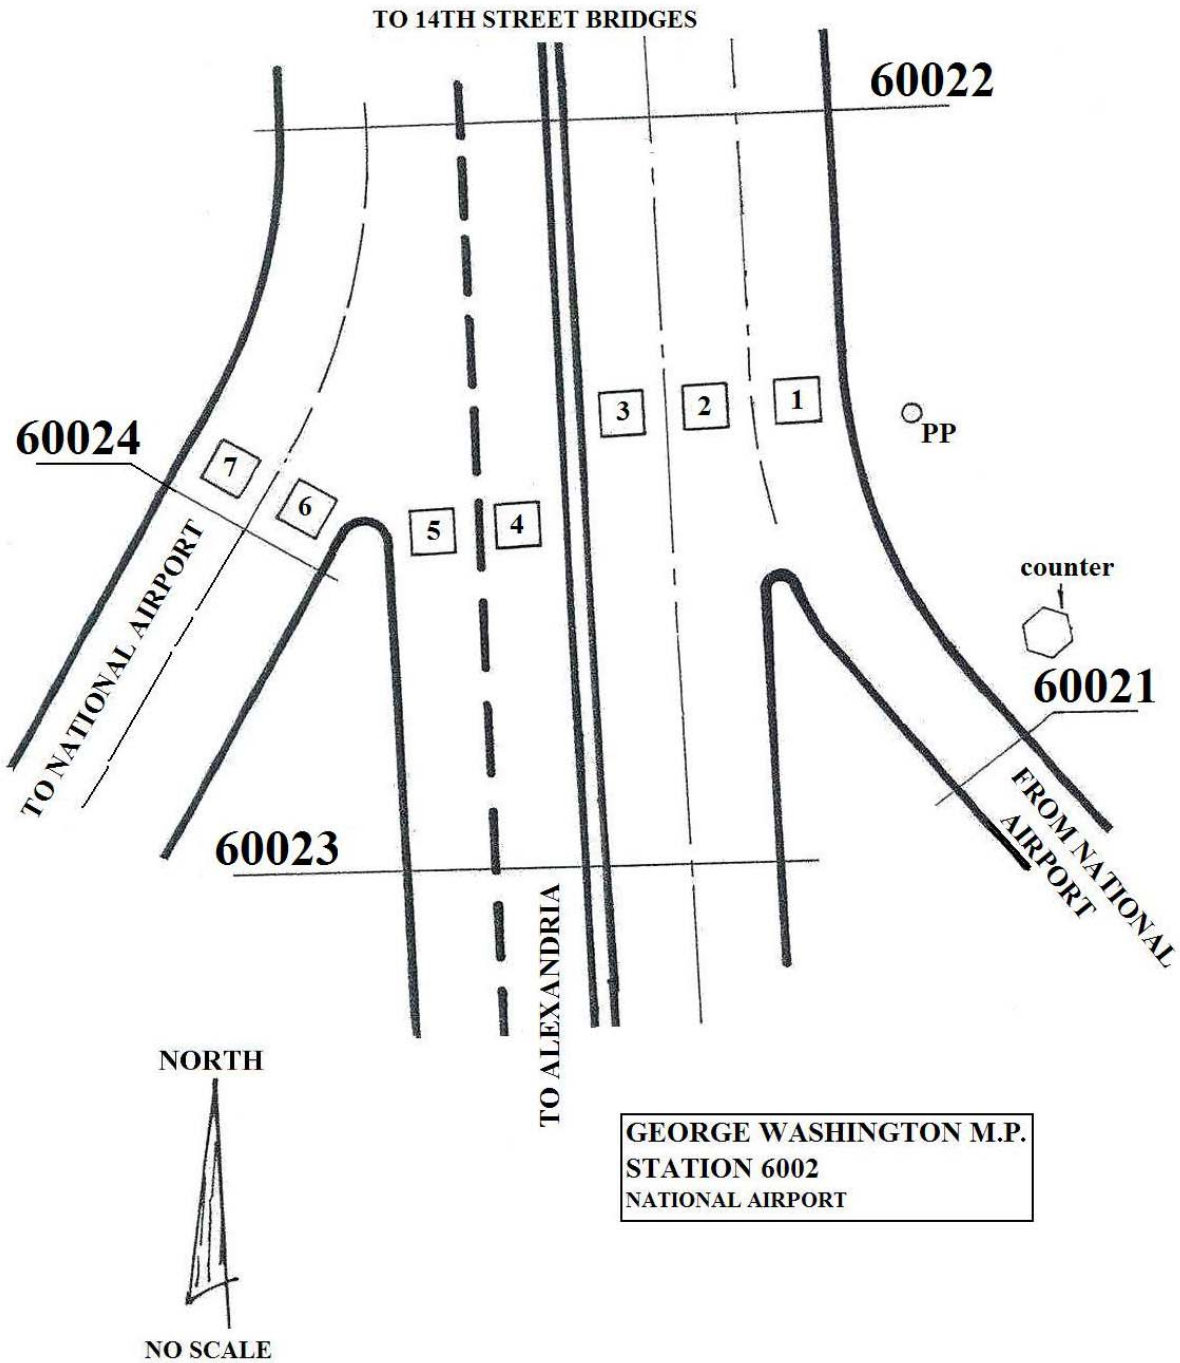 TO 14TH STREET BRIDGES
60022
3
2
1
PP
60024
7
6
5
4
counter
60021
TO NATIONAL AIRPORT
FROM NATIONAL
AIRPORT
60023
TO ALEXANDRIA
NORTH
NO SCALE
GEORGE WASHINGTON M.P.
STATION 6002
NATIONAL AIRPORT